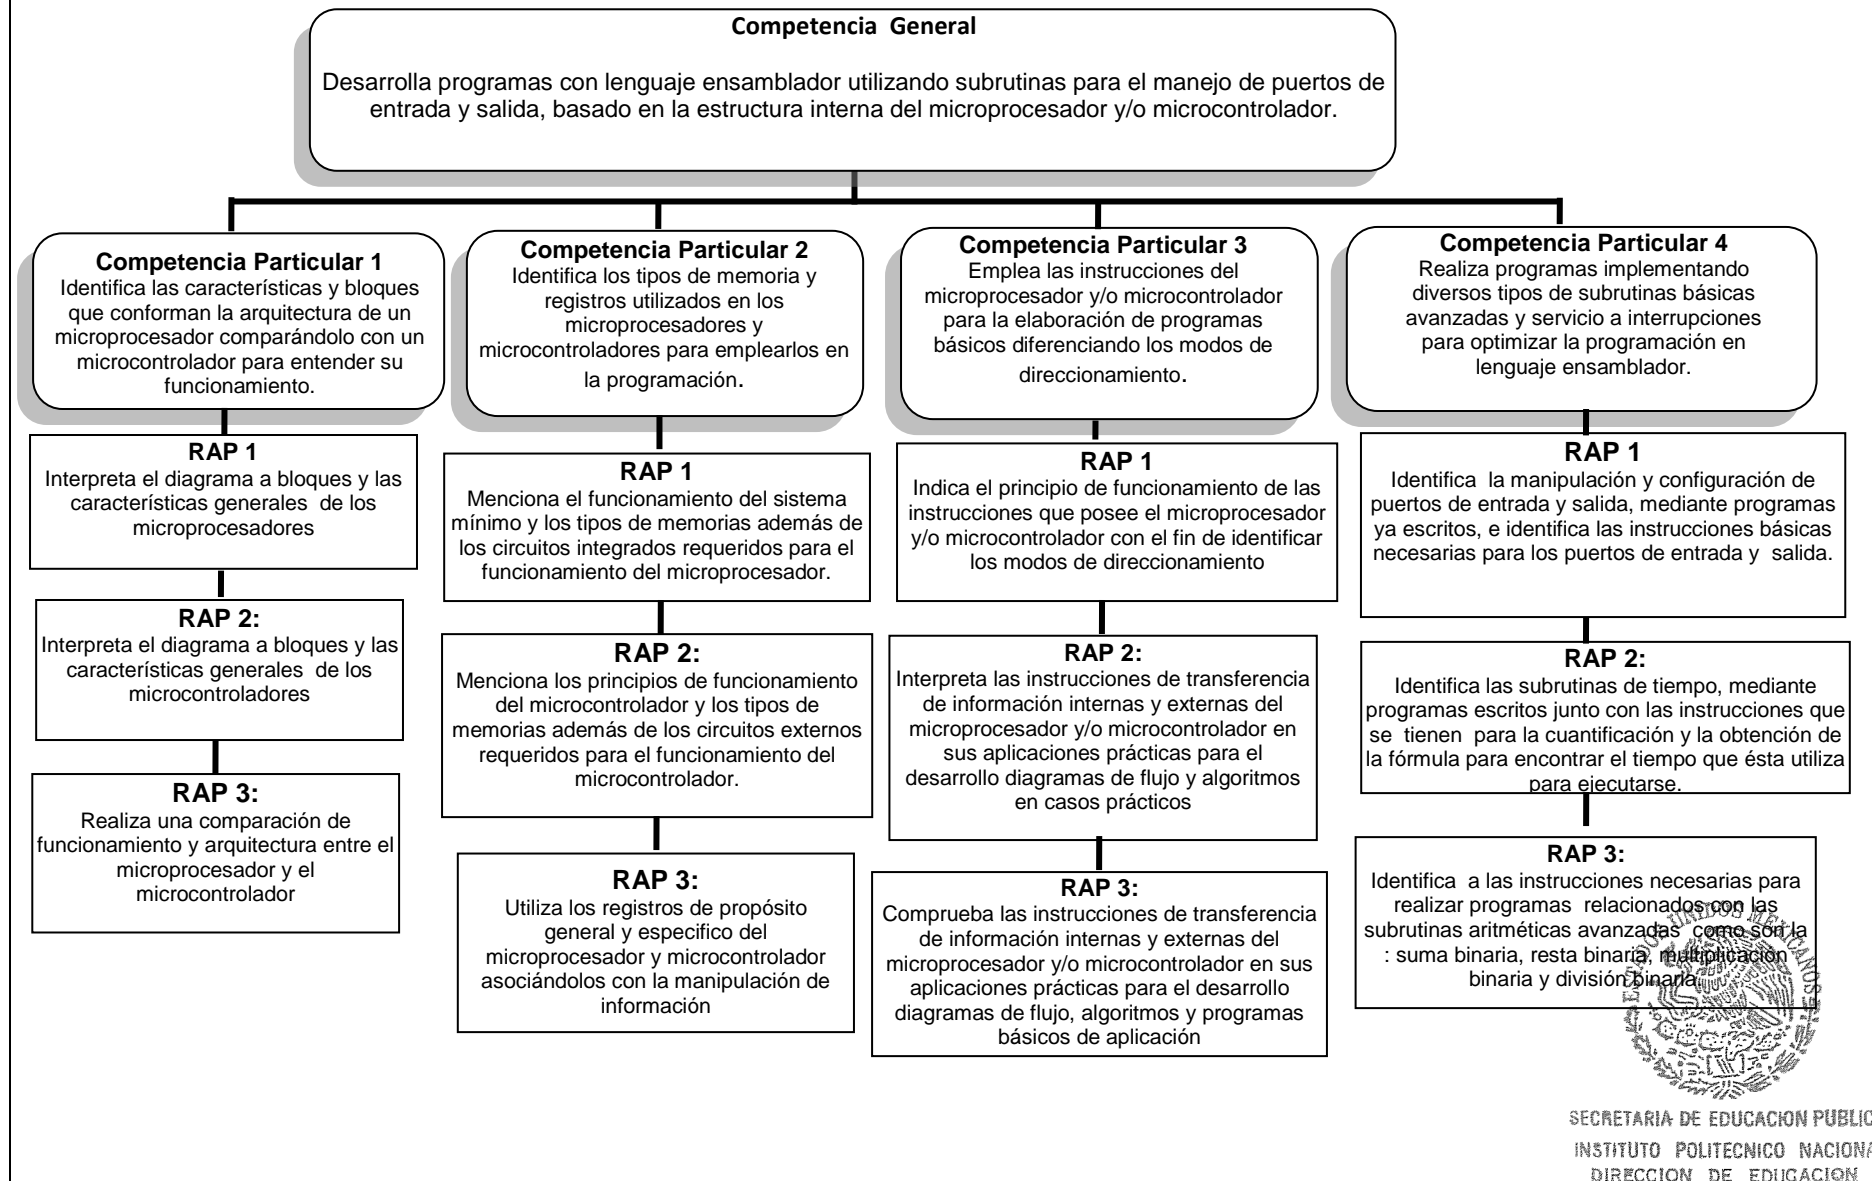 Competencia General
Desarrolla programas con lenguaje ensamblador utilizando subrutinas para el manejo de puertos de
entrada y salida, basado en la estructura interna del microprocesador y/o microcontrolador.
Competencia Particular 1
Identifica las características y bloques
que conforman la arquitectura de un
microprocesador comparándolo con un
microcontrolador para entender su
funcionamiento.
RAP 1
Interpreta el diagrama a bloques y las
características generales de los
microprocesadores
RAP 2:
Interpreta el diagrama a bloques y las
características generales de los
microcontroladores
RAP 3:
Realiza una comparación de
funcionamiento y arquitectura entre el
microprocesador y el
microcontrolador
Competencia Particular 2
Identifica los tipos de memoria y
registros utilizados en los
microprocesadores y
microcontroladores para emplearlos en
la programación.
RAP 1
Menciona el funcionamiento del sistema
mínimo y los tipos de memorias además de
los circuitos integrados requeridos para el
funcionamiento del microprocesador.
RAP 2:
Menciona los principios de funcionamiento
del microcontrolador y los tipos de
memorias además de los circuitos externos
requeridos para el funcionamiento del
microcontrolador.
RAP 3:
Utiliza los registros de propósito
general y especifico del
microprocesador y microcontrolador
asociándolos con la manipulación de
información
Competencia Particular 3
Emplea las instrucciones del
microprocesador y/o microcontrolador
para la elaboración de programas
básicos diferenciando los modos de
direccionamiento.
RAP 1
Indica el principio de funcionamiento de las
instrucciones que posee el microprocesador
y/o microcontrolador con el fin de identificar
los modos de direccionamiento
RAP 2:
Interpreta las instrucciones de transferencia
de información internas y externas del
microprocesador y/o microcontrolador en
sus aplicaciones prácticas para el
desarrollo diagramas de flujo y algoritmos
en casos prácticos
RAP 3:
Comprueba las instrucciones de transferencia
de información internas y externas del
microprocesador y/o microcontrolador en sus
aplicaciones prácticas para el desarrollo
diagramas de flujo, algoritmos y programas
básicos de aplicación
Competencia Particular 4
Realiza programas implementando
diversos tipos de subrutinas básicas
avanzadas y servicio a interrupciones
para optimizar la programación en
lenguaje ensamblador.
RAP 1
Identifica la manipulación y configuración de
puertos de entrada y salida, mediante programas
ya escritos, e identifica las instrucciones básicas
necesarias para los puertos de entrada y salida.
RAP 2:
Identifica las subrutinas de tiempo, mediante
programas escritos junto con las instrucciones que
se tienen para la cuantificación y la obtención de
la fórmula para encontrar el tiempo que ésta utiliza
para ejecutarse.
RAP 3:
Identifica a las instrucciones necesarias para
realizar programas relacionados con las
subrutinas aritméticas avanzadas como son la
: suma binaria, resta binaria, multiplicación
binaria y división binaria.
ESTADOS UNIDOS MEXICANOS
SECRETARIA DE EDUCACION PUBLIC
INSTITUTO POLITECNICO NACIONA
DIRECCION DE EDUCACION